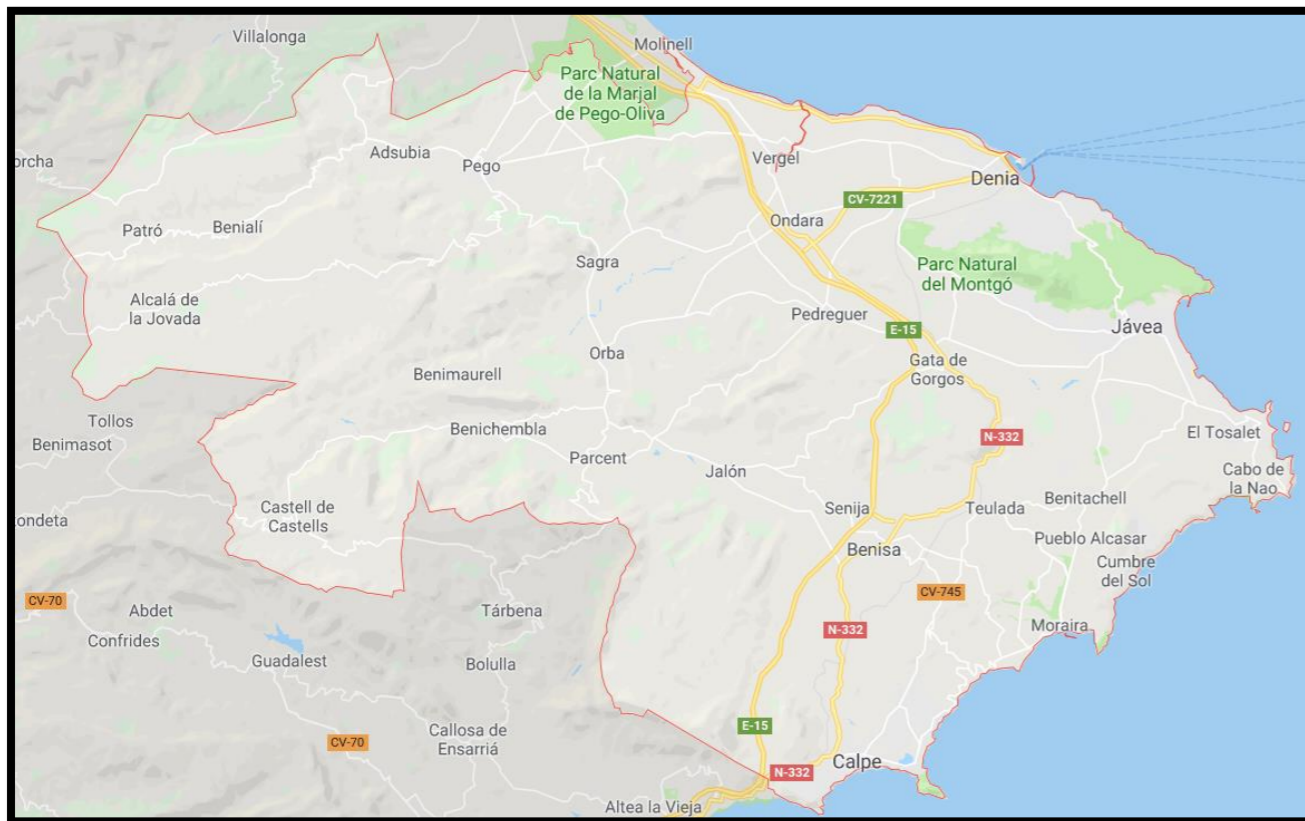 Villalonga
Molinell
Parc Natural
de la Marjal
de Pego-Oliva
orcha
Adsubia
Pego
Vergel
Denia
CV-7221
Patró
Benialí
Ondara
Sagra
Parc Natural
del Montgó
Alcalá de
la Jovada
Pedreguer
E-15
Jávea
Orba
Gata de
Gorgos
Benimaurell
Tollos
Benimasot
Benichembla
N-332
El Tosalet
Parcent
Jalón
Cabo de
la Nao
Castell de
Castells
Senija
Teulada
Benitachell
ondeta
Benisa
Pueblo Alcasar
Cumbre
del Sol
CV-70
Abdet
Confrides
Tárbena
CV-745
N-332
Moraira
Guadalest
Bolulla
Callosa de
Ensarriá
CV-70
E-15
Calpe
N-332
Altea la Vieja